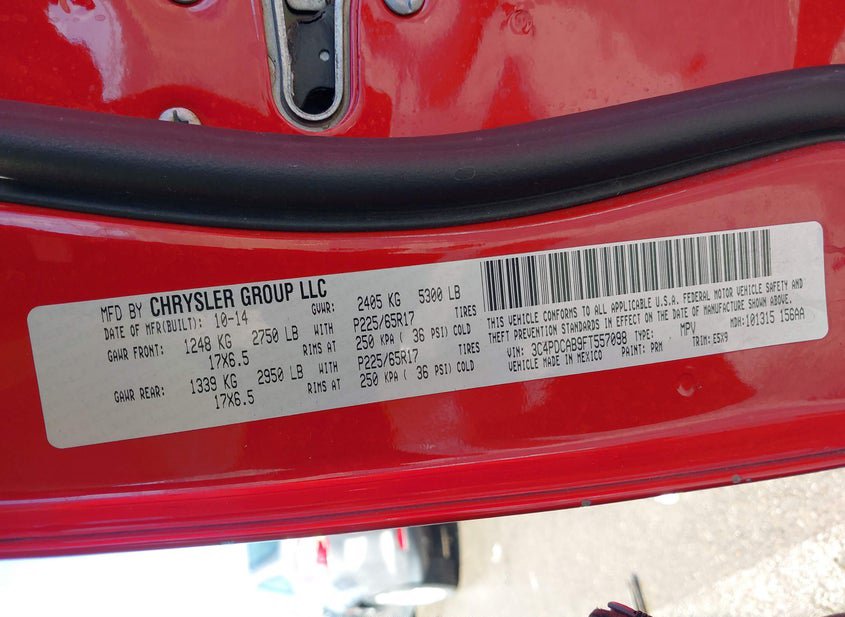 MFD BY CHRYSLER GROUP LLC
DATE OF MFR(BUILT): 10-14 GVWR: 2405 KG 5300 LB
GAWR FRONT: 1248 KG 2750 LB WITH P225/65R17 TIRES
17X6.5 RIMS AT 250 KPA ( 36 PSI) COLD
GAWR REAR: 1339 KG 2950 LB WITH P225/65R17 TIRES
17X6.5 RIMS AT 250 KPA ( 36 PSI) COLD
THIS VEHICLE CONFORMS TO ALL APPLICABLE U.S.A. FEDERAL MOTOR VEHICLE SAFETY AND
THEFT PREVENTION STANDARDS IN EFFECT ON THE DATE OF MANUFACTURE SHOWN ABOVE.
VIN: 3C4PDCAB9FT557098 TYPE: MPV MDH:101315 156AA
VEHICLE MADE IN MEXICO PAINT: PRM TRIM:E5X9